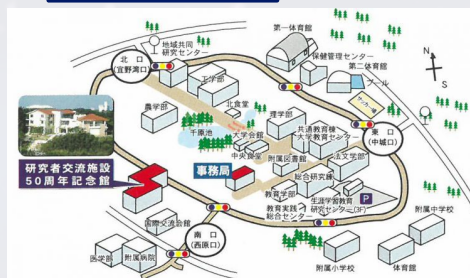 地域共同
研究センター
北口
(宜野湾口)
第一体育館
保健管理センター
第二体育館
プール
N
S
工学部
農学部
北食堂
千原池
大学会館
中央食堂
理学部
共通教育棟
大学教育センター
附属図書館
法文学部
東口
(中城口)
研究者交流施設
50周年記念館
事務局
総合研究棟
教育学部
教育実践
総合センター
生涯学習教育
研究センター(3F)
P
国際交流会館
南口
(西原口)
医学部
附属病院
附属小学校
体育館
附属中学校